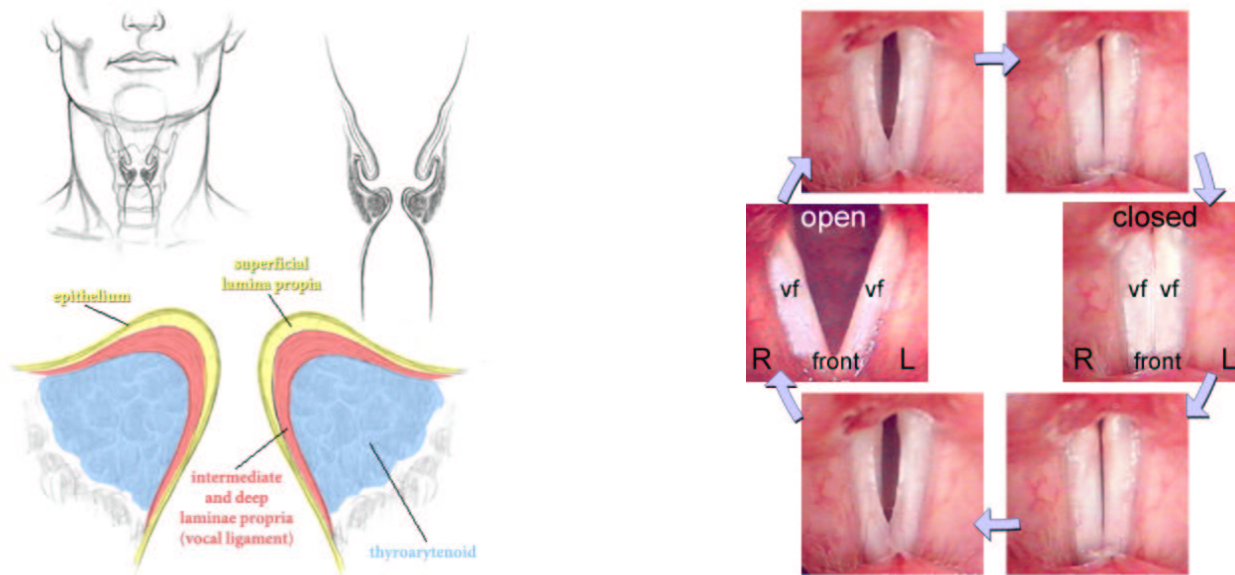 superficial
lamina propia
epithelium
intermediate
and deep
laminae propria
(vocal ligament)
thyroarytenoid
open
vf
vf
R
front
L
closed
vf
vf
R
front
L